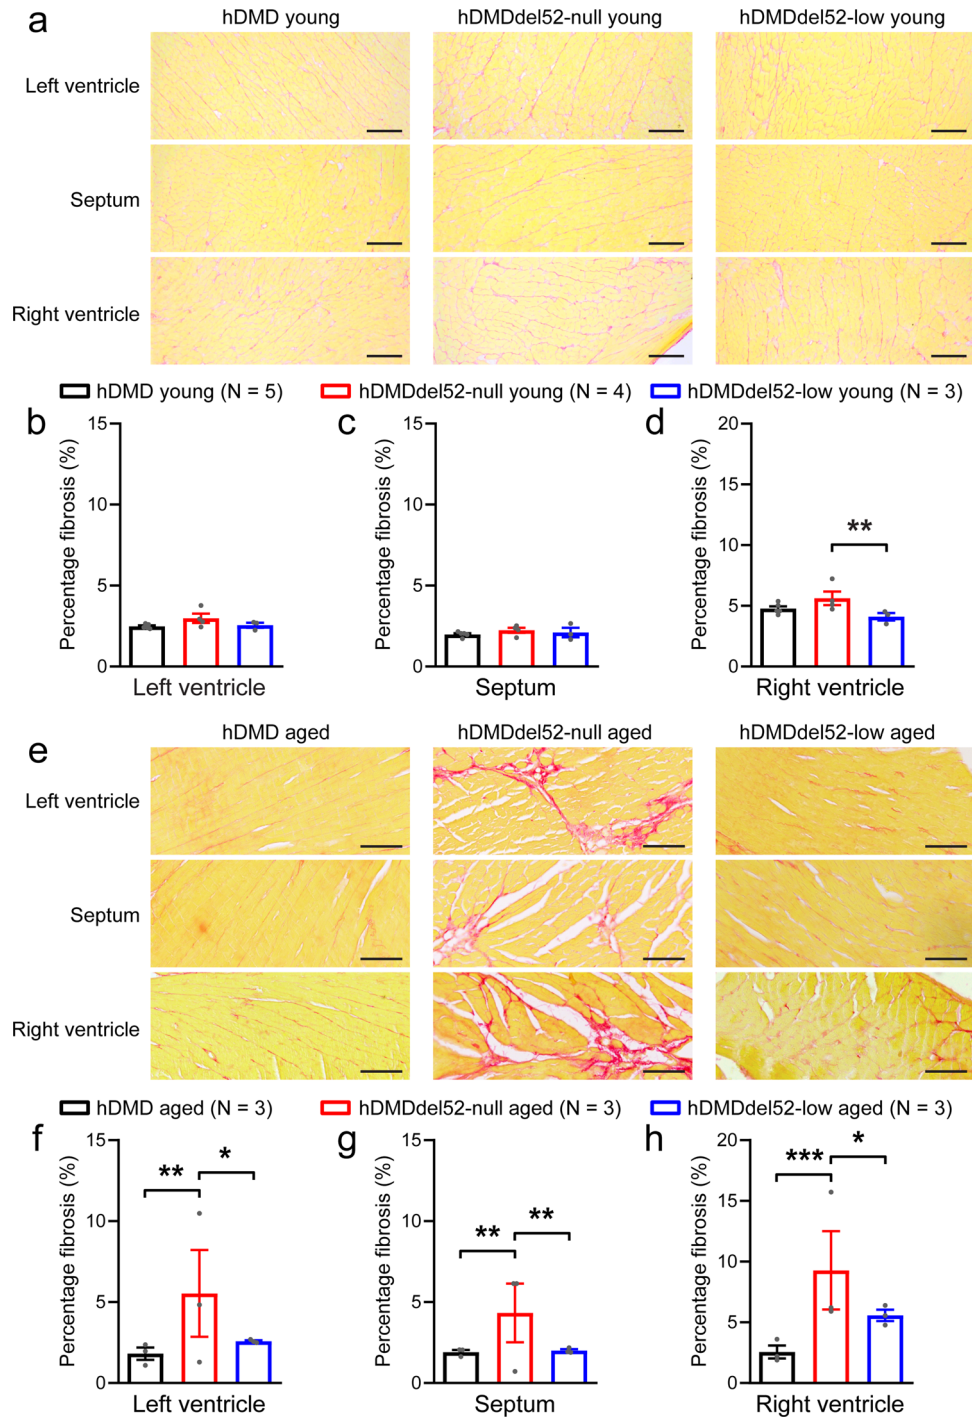 a
hDMD young
hDMDdel52-null young
hDMDdel52-low young
Left ventricle
Septum
Right ventricle
hDMD young (N = 5)
hDMDdel52-null young (N = 4)
hDMDdel52-low young (N = 3)
b
Percentage fibrosis (%)
15
10
5
0
Left ventricle
c
Percentage fibrosis (%)
15
10
5
0
Septum
d
Percentage fibrosis (%)
20
15
10
5
0
**
Right ventricle
e
hDMD aged
hDMDdel52-null aged
hDMDdel52-low aged
Left ventricle
Septum
Right ventricle
hDMD aged (N = 3)
hDMDdel52-null aged (N = 3)
hDMDdel52-low aged (N = 3)
f
Percentage fibrosis (%)
15
10
5
0
**
*
Left ventricle
g
Percentage fibrosis (%)
15
10
5
0
**
**
Septum
h
Percentage fibrosis (%)
20
15
10
5
0
***
*
Right ventricle